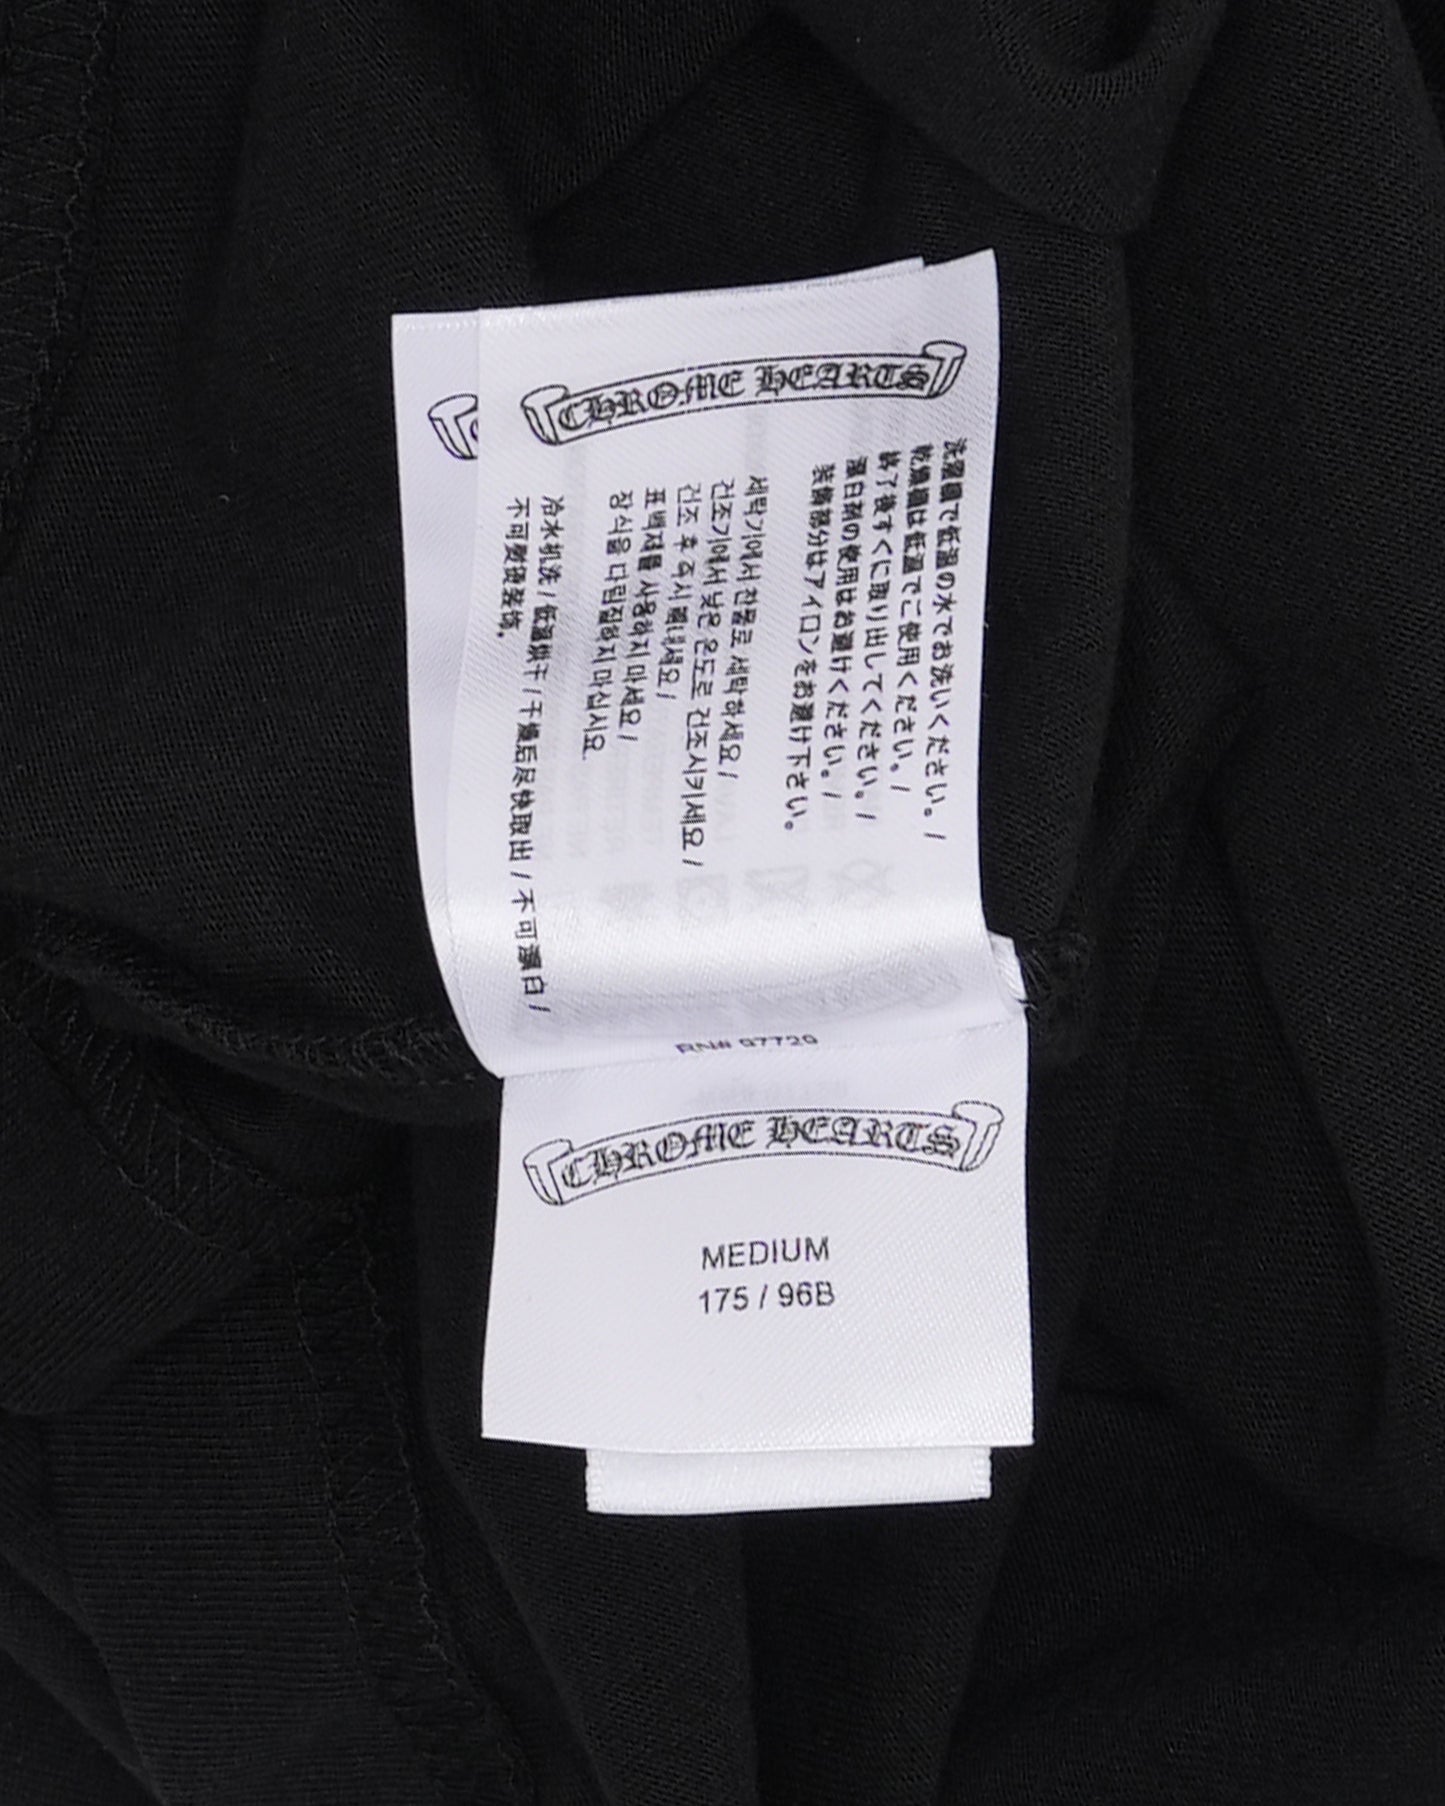 CHROME HEARTS
洗濯機で低温の水でお洗いください。/
乾燥機は低温でご使用ください。/
終了後すぐに取り出してください。/
漂白剤の使用はお避けください。/
装飾部分はアイロンをお避け下さい。
세탁기에서 찬물로 세탁하세요 /
건조기에서 낮은 온도로 건조시키세요 /
건조 후 즉시 꺼내세요 /
표백제를 사용하지 마세요 /
장식을 다림질하지 마십시요
冷水机洗 / 低温烘干 / 干燥后尽快取出 / 不可漂白 /
不可熨烫装饰。
RN# 97729
CHROME HEARTS
MEDIUM
175 / 96B